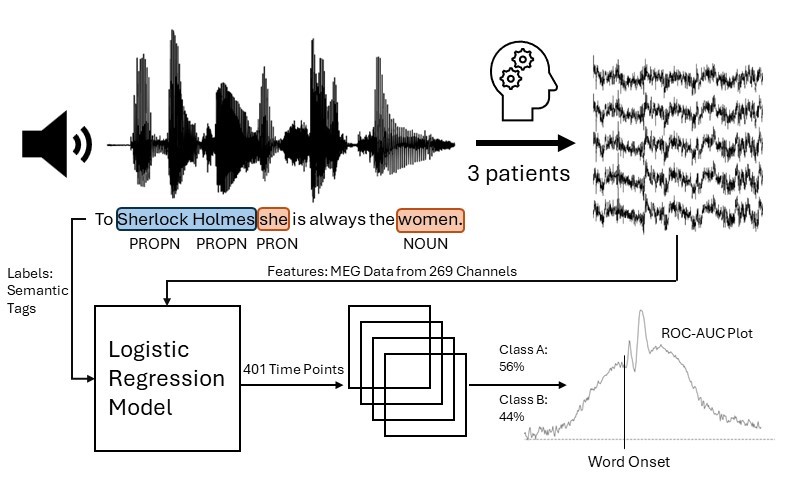 3 patients
To Sherlock Holmes she is always the women.
PROPN PROPN PRON NOUN
Labels:
Semantic
Tags
Features: MEG Data from 269 Channels
Logistic
Regression
Model
401 Time Points
Class A:
56%
Class B:
44%
ROC-AUC Plot
Word Onset